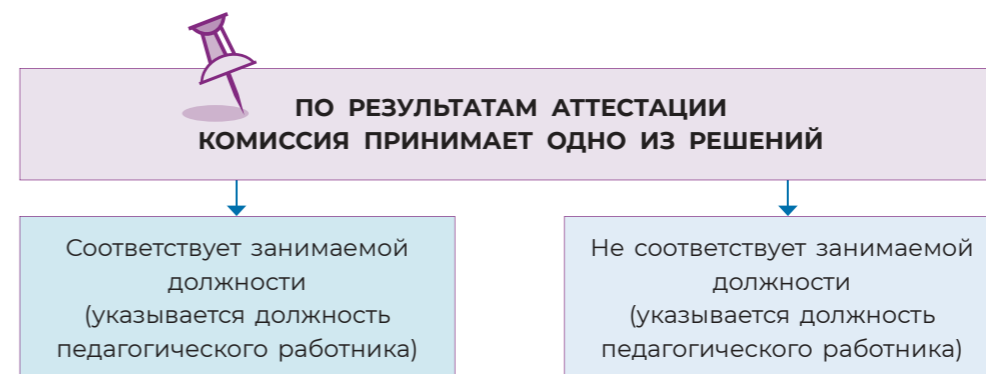 ПО РЕЗУЛЬТАТАМ АТТЕСТАЦИИ
КОМИССИЯ ПРИНИМАЕТ ОДНО ИЗ РЕШЕНИЙ
Соответствует занимаемой
должности
(указывается должность
педагогического работника)
Не соответствует занимаемой
должности
(указывается должность
педагогического работника)